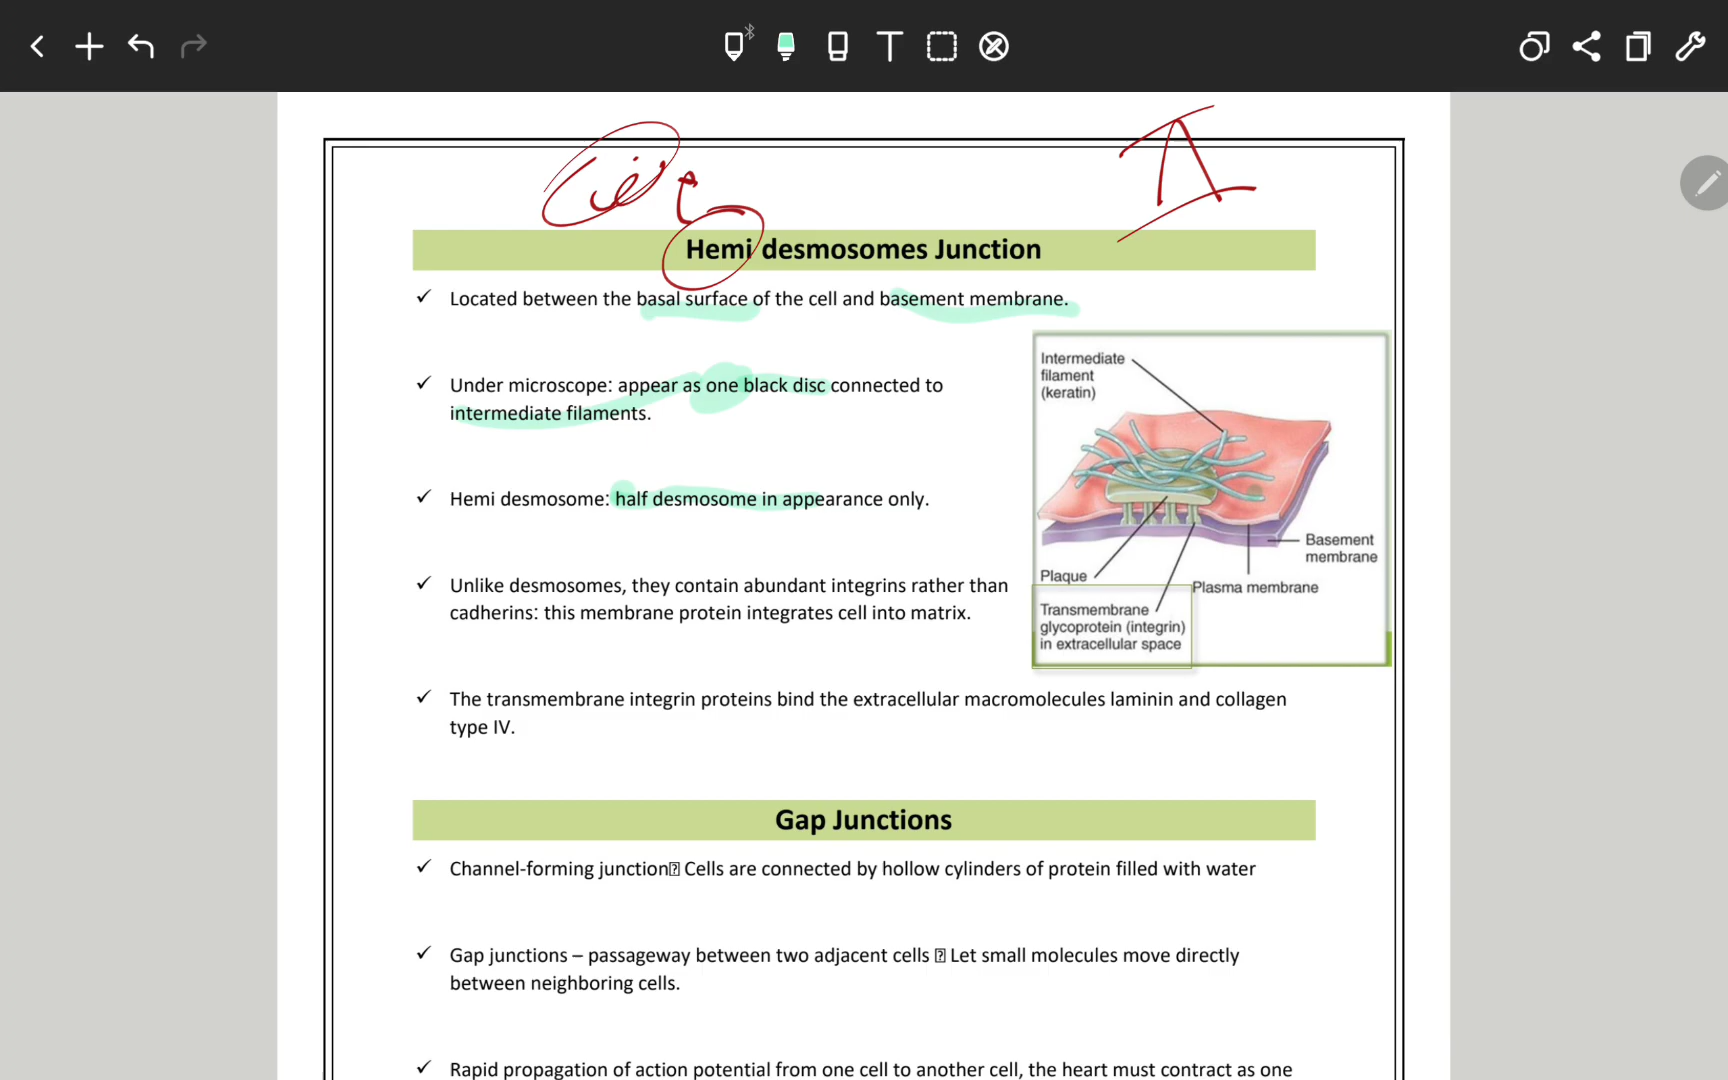 Hemi desmosomes Junction
✓ Located between the basal surface of the cell and basement membrane.
✓ Under microscope: appear as one black disc connected to
intermediate filaments.
✓ Hemi desmosome: half desmosome in appearance only.
✓ Unlike desmosomes, they contain abundant integrins rather than
cadherins: this membrane protein integrates cell into matrix.
Intermediate
filament
(keratin)
Basement
membrane
Plaque
Plasma membrane
Transmembrane
glycoprotein (integrin)
in extracellular space
✓ The transmembrane integrin proteins bind the extracellular macromolecules laminin and collagen
type IV.
Gap Junctions
✓ Channel-forming junction⍰ Cells are connected by hollow cylinders of protein filled with water
✓ Gap junctions – passageway between two adjacent cells ⍰ Let small molecules move directly
between neighboring cells.
✓ Rapid propagation of action potential from one cell to another cell, the heart must contract as one